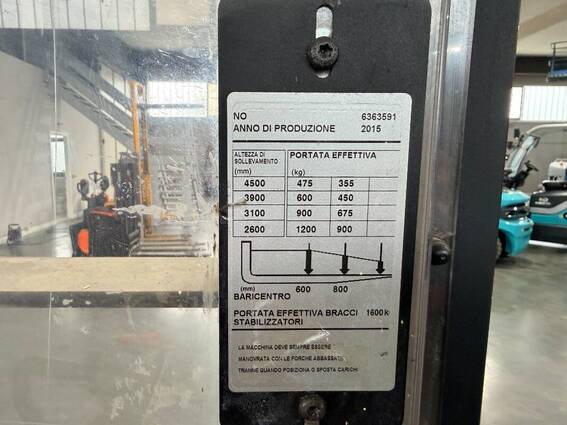 NO 6363591
ANNO DI PRODUZIONE 2015
ALTEZZA DI SOLLEVAMENTO (mm) PORTATA EFFETTIVA (kg)
4500 475 355
3900 600 450
3100 900 675
2600 1200 900
(mm) 600 800
BARICENTRO
PORTATA EFFETTIVA BRACCI 1600 k
STABILIZZATORI
LA MACCHINA DEVE SEMPRE ESSERE
MANOVRATA CON LE FORCHE ABBASSATE
TRANNE QUANDO POSIZIONA O SPOSTA CARICHI